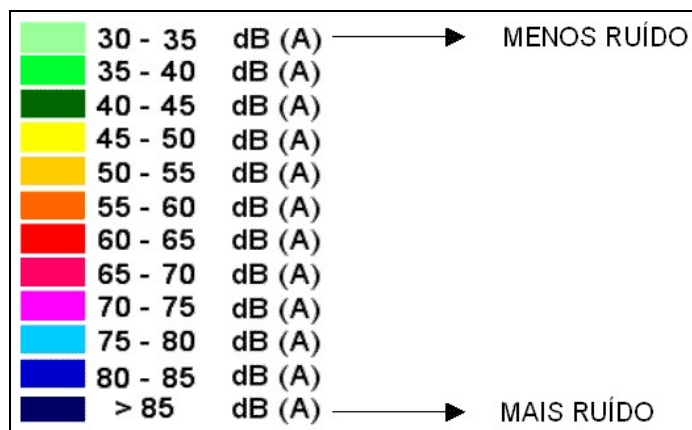 30 - 35 dB (A) MENOS RUÍDO
35 - 40 dB (A)
40 - 45 dB (A)
45 - 50 dB (A)
50 - 55 dB (A)
55 - 60 dB (A)
60 - 65 dB (A)
65 - 70 dB (A)
70 - 75 dB (A)
75 - 80 dB (A)
80 - 85 dB (A)
> 85 dB (A) MAIS RUÍDO